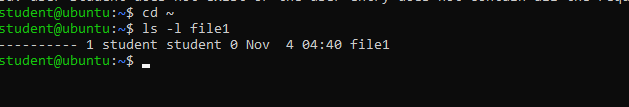 student@ubuntu:~$ cd ~
student@ubuntu:~$ ls -l file1
---------- 1 student student 0 Nov  4 04:40 file1
student@ubuntu:~$